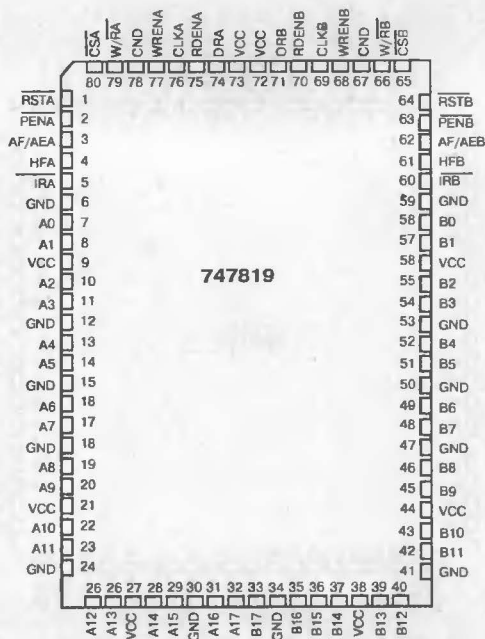 CSA W/RA CND WRENA CLKA RDENA DRA VCC VCC ORB RDENB CLKB WRENB CND W/RB CSB
80 79 78 77 76 75 74 73 72 71 70 69 68 67 66 65
RSTA 1 64 RSTB
PENA 2 63 PENB
AF/AEA 3 62 AF/AEB
HFA 4 61 HFB
IRA 5 60 IRB
GND 6 59 GND
A0 7 58 B0
A1 8 57 B1
VCC 9 58 VCC
A2 10 55 B2
747819
A3 11 54 B3
GND 12 53 GND
A4 13 52 B4
A5 14 51 B5
GND 15 50 GND
A6 18 49 B6
A7 17 48 B7
GND 18 47 GND
A8 19 46 B8
A9 20 45 B9
VCC 21 44 VCC
A10 22 43 B10
A11 23 42 B11
GND 24 41 GND
26 26 27 28 29 30 31 32 33 34 35 36 37 38 39 40
A12 A13 VCC A14 A15 GND A16 A17 B17 GND B16 B15 B14 VCC B13 B12